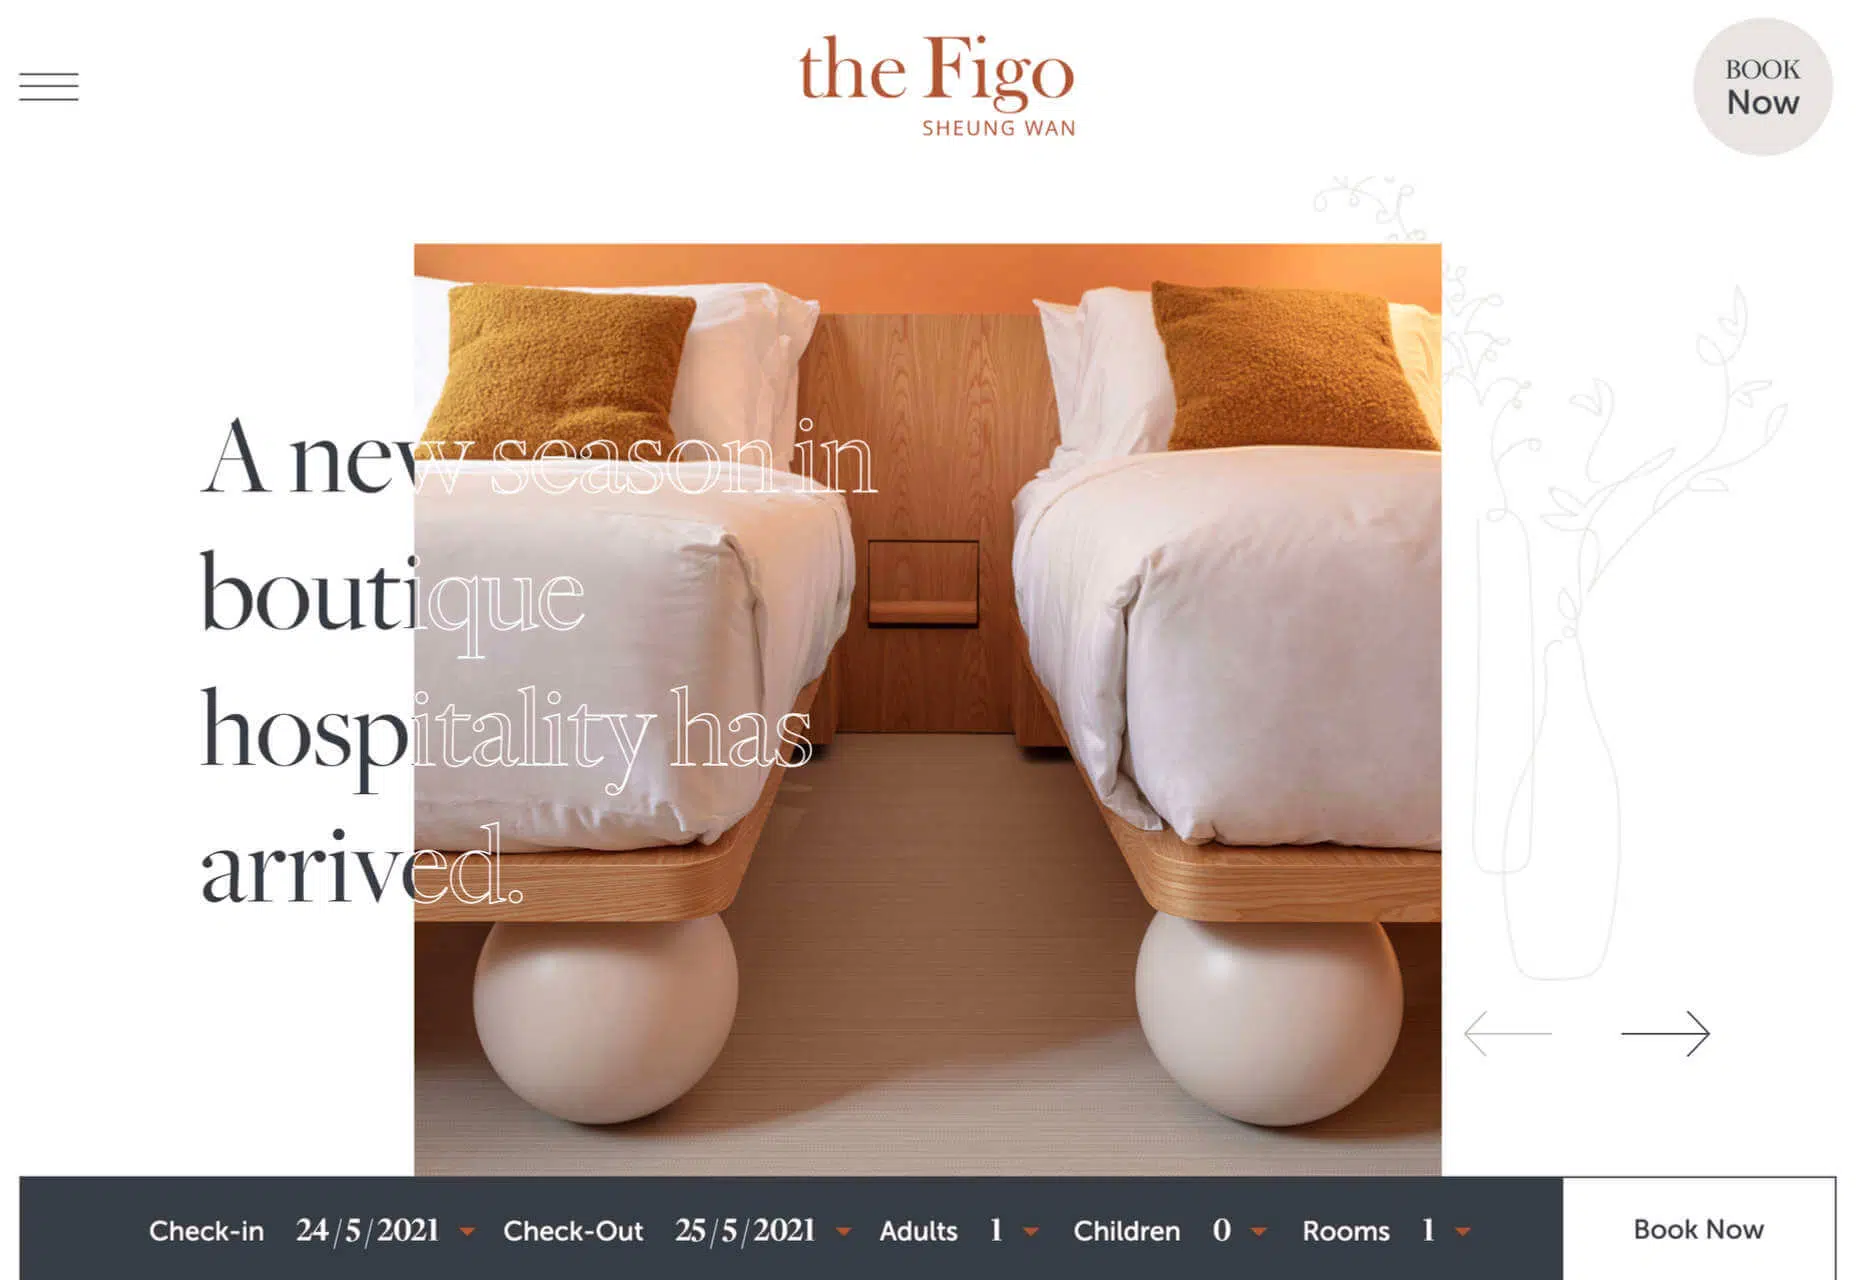 the Figo
SHEUNG WAN
BOOK
Now
A new season in
boutique
hospitality has
arrived.
Check-in 24/5/2021 Check-Out 25/5/2021 Adults 1 Children 0 Rooms 1 Book Now